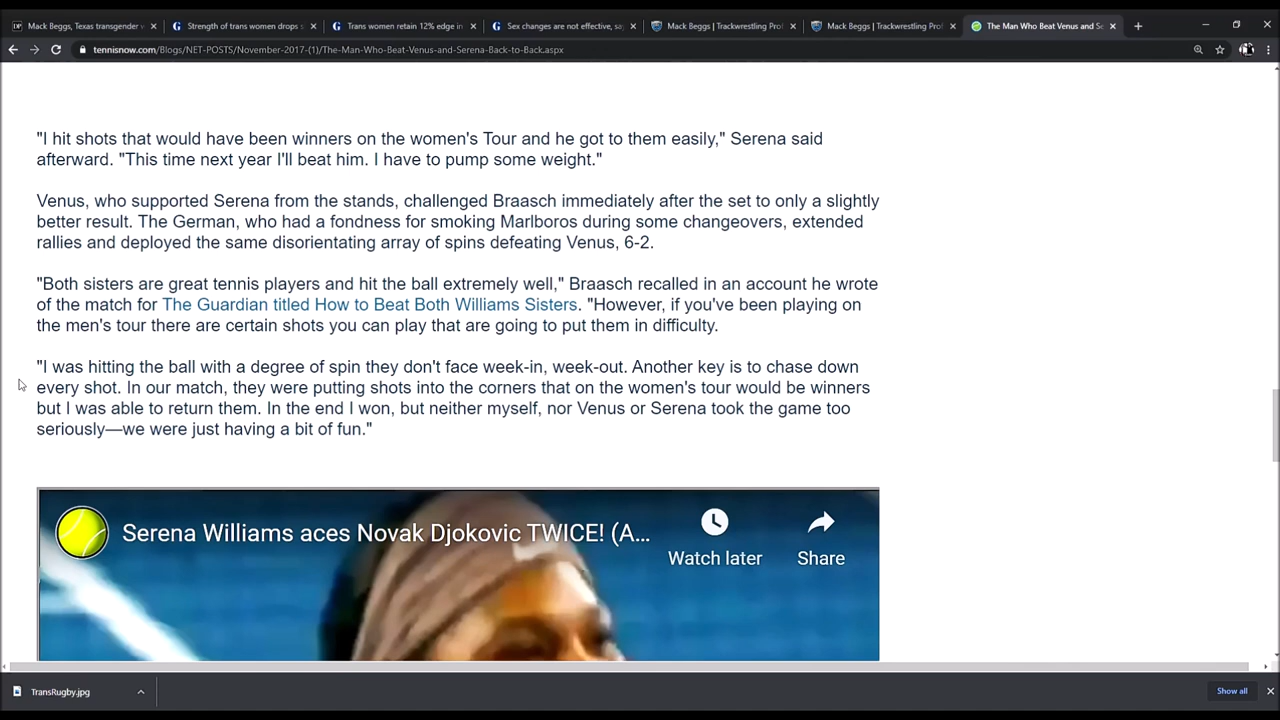 Mack Beggs, Texas transgender
Strength of trans women drops
Trans women retain 12% edge in
Sex changes are not effective, say
Mack Beggs | Trackwrestling Pro
Mack Beggs | Trackwrestling Pro
The Man Who Beat Venus and Se
tennisnow.com/Blogs/NET-POSTS/November-2017-(1)/The-Man-Who-Beat-Venus-and-Serena-Back-to-Back.aspx
"I hit shots that would have been winners on the women's Tour and he got to them easily," Serena said
afterward. "This time next year I'll beat him. I have to pump some weight."
Venus, who supported Serena from the stands, challenged Braasch immediately after the set to only a slightly
better result. The German, who had a fondness for smoking Marlboros during some changeovers, extended
rallies and deployed the same disorientating array of spins defeating Venus, 6-2.
"Both sisters are great tennis players and hit the ball extremely well," Braasch recalled in an account he wrote
of the match for The Guardian titled How to Beat Both Williams Sisters. "However, if you've been playing on
the men's tour there are certain shots you can play that are going to put them in difficulty.
"I was hitting the ball with a degree of spin they don't face week-in, week-out. Another key is to chase down
every shot. In our match, they were putting shots into the corners that on the women's tour would be winners
but I was able to return them. In the end I won, but neither myself, nor Venus or Serena took the game too
seriously—we were just having a bit of fun."
Serena Williams aces Novak Djokovic TWICE! (A...
Watch later
Share
TransRugby.jpg
Show all